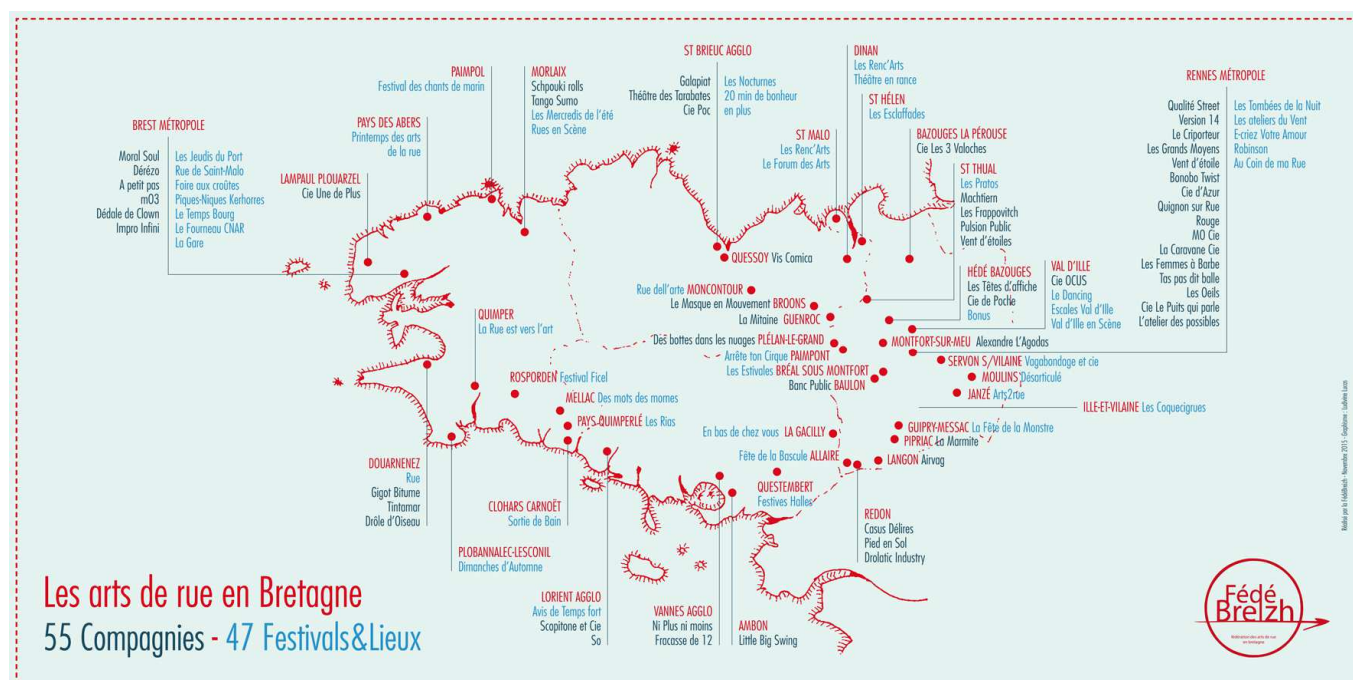 BREST MÉTROPOLE
Moral Soul
Dérézo
A petit pas
mO3
Dédale de Clown
Impro Infini
Les Jeudis du Port
Rue de Saint-Malo
Foire aux croûtes
Piques-Niques Kerhorres
Le Temps Bourg
Le Fourneau CNAR
La Gare
LAMPAUL PLOUARZEL
Cie Une de Plus
PAYS DES ABERS
Printemps des arts
de la rue
PAIMPOL
Festival des chants de marin
MORLAIX
Schpouki rolls
Tango Sumo
Les Mercredis de l'été
Rues en Scène
ST BRIEUC AGGLO
Galapiat
Théâtre des Tarabates
Cie Poc
Les Nocturnes
20 min de bonheur
en plus
ST MALO
Les Renc'Arts
Le Forum des Arts
DINAN
Les Renc'Arts
Théâtre en rance
ST HÉLEN
Les Esclaffades
BAZOUGES LA PÉROUSE
Cie Les 3 Valoches
ST THUAL
Les Pratos
Machtiern
Les Frappovitch
Pulsion Public
Vent d'étoiles
HÉDÉ BAZOUGES
Les Têtes d'affiche
Cie de Poche
Bonus
VAL D'ILLE
Cie OCUS
Le Dancing
Escales Val d'Ille
Val d'Ille en Scène
RENNES MÉTROPOLE
Qualité Street
Version 14
Le Criporteur
Les Grands Moyens
Vent d'étoile
Bonobo Twist
Cie d'Azur
Quignon sur Rue
Rouge
MO Cie
La Caravane Cie
Les Femmes à Barbe
Tas pas dit balle
Les Oeils
Cie Le Puits qui parle
L'atelier des possibles
Les Tombées de la Nuit
Les ateliers du Vent
E-criez Votre Amour
Robinson
Au Coin de ma Rue
QUESSOY Vis Comica
Rue dell'arte MONCONTOUR
Le Masque en Mouvement BROONS
La Mitaine GUENROC
Des bottes dans les nuages PLÉLAN-LE-GRAND
Arrête ton Cirque PAIMPONT
Les Estivales BRÉAL SOUS MONTFORT
Banc Public BAULON
MONTFORT-SUR-MEU Alexandre L'Agodas
SERVON S/VILAINE Vagabondage et cie
MOULINS Désarticulé
JANZÉ Arts2rue
ILLE-ET-VILAINE Les Coquecigrues
GUIPRY-MESSAC La Fête de la Monstre
PIPRIAC La Marmite
LANGON Airvag
En bas de chez vous LA GACILLY
Fête de la Bascule ALLAIRE
QUESTEMBERT
Festives Halles
REDON
Casus Délires
Pied en Sol
Drolatic Industry
QUIMPER
La Rue est vers l'art
ROSPORDEN Festival Ficel
MELLAC Des mots des momes
PAYS QUIMPERLÉ Les Rias
DOUARNENEZ
Rue
Gigot Bitume
Tintamar
Drôle d'Oiseau
CLOHARS CARNOËT
Sortie de Bain
PLOBANNALEC-LESCONIL
Dimanches d'Automne
LORIENT AGGLO
Avis de Temps fort
Scopitone et Cie
So
VANNES AGGLO
Ni Plus ni moins
Fracasse de 12
AMBON
Little Big Swing
Les arts de rue en Bretagne
55 Compagnies - 47 Festivals&Lieux
Fédé
Breizh
fédération des arts de rue
en bretagne
Réalisé par la FédéBreizh - Novembre 2015 - Graphisme : Ludivine